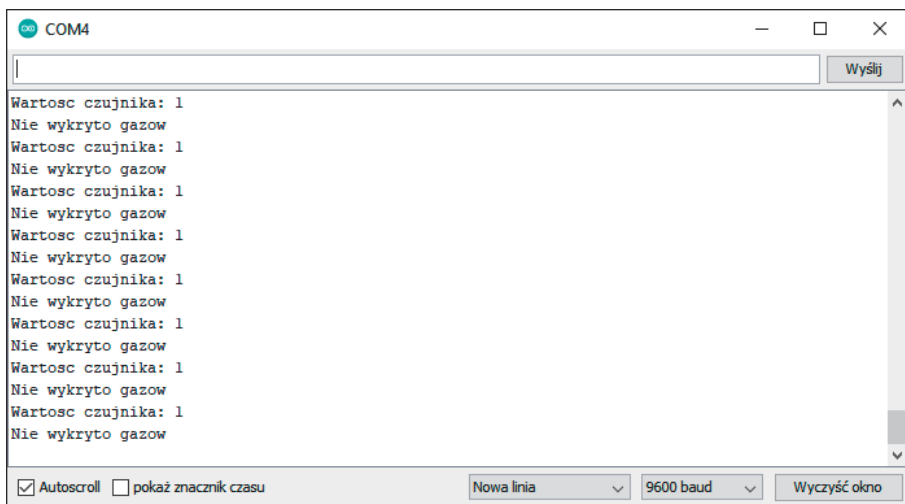 COM4
Wyślij
Wartosc czujnika: 1
Nie wykryto gazow
Wartosc czujnika: 1
Nie wykryto gazow
Wartosc czujnika: 1
Nie wykryto gazow
Wartosc czujnika: 1
Nie wykryto gazow
Wartosc czujnika: 1
Nie wykryto gazow
Wartosc czujnika: 1
Nie wykryto gazow
Wartosc czujnika: 1
Nie wykryto gazow
Wartosc czujnika: 1
Nie wykryto gazow
Autoscroll pokaż znacznik czasu Nowa linia 9600 baud Wyczyść okno